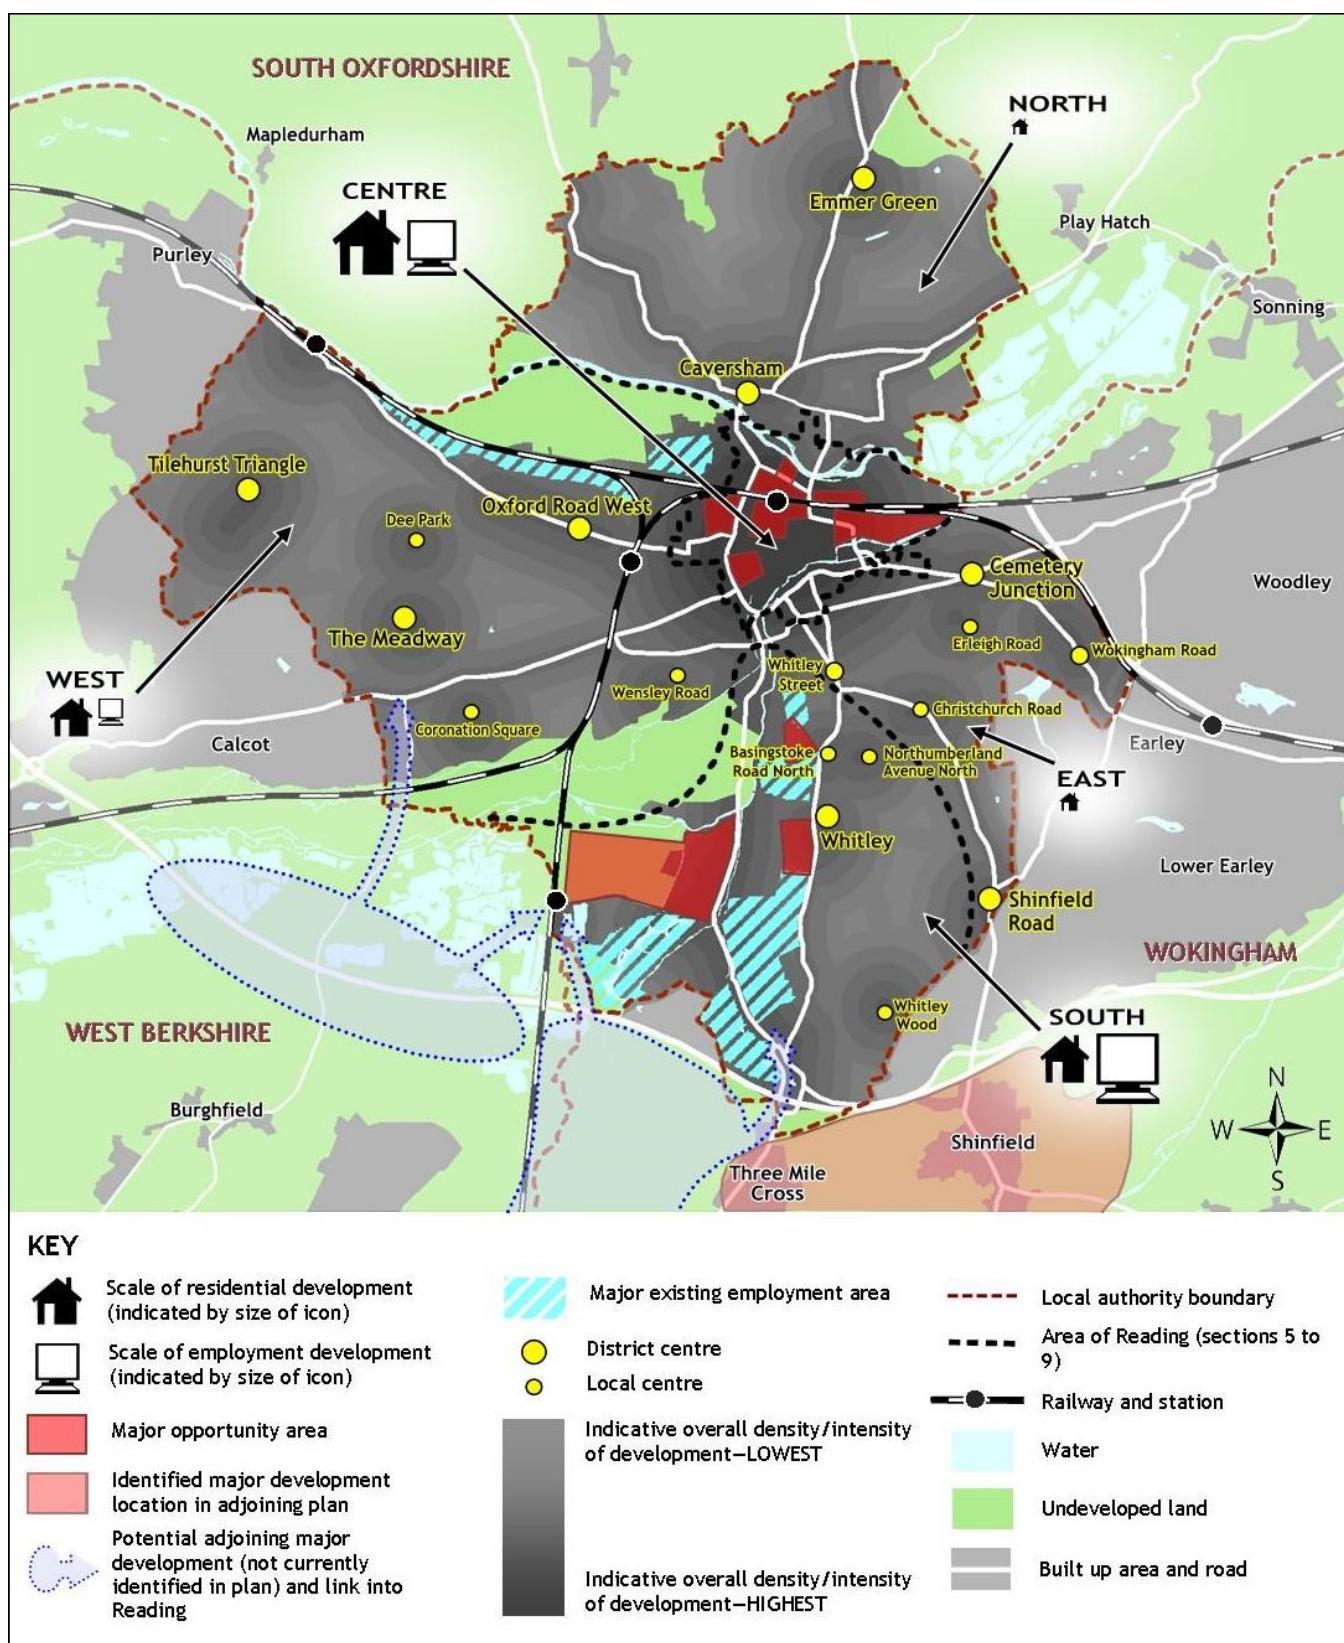 SOUTH OXFORDSHIRE
Mapledurham
NORTH
CENTRE
Emmer Green
Play Hatch
Purley
Sonning
Caversham
Tilehurst Triangle
Oxford Road West
Dee Park
Cemetery
Junction
Woodley
The Meadway
Erleigh Road
Wokingham Road
WEST
Wensley Road
Whitley
Street
Christchurch Road
Coronation Square
Calcot
Basingstoke
Road North
Northumberland
Avenue North
Earley
EAST
Whitley
Lower Earley
Shinfield
Road
WOKINGHAM
Whitley
Wood
SOUTH
WEST BERKSHIRE
Burghfield
N
W
E
S
Shinfield
Three Mile
Cross
KEY
Scale of residential development
(indicated by size of icon)
Scale of employment development
(indicated by size of icon)
Major opportunity area
Identified major development
location in adjoining plan
Potential adjoining major
development (not currently
identified in plan) and link into
Reading
Major existing employment area
District centre
Local centre
Indicative overall density/intensity
of development—LOWEST
Indicative overall density/intensity
of development—HIGHEST
Local authority boundary
Area of Reading (sections 5 to
9)
Railway and station
Water
Undeveloped land
Built up area and road